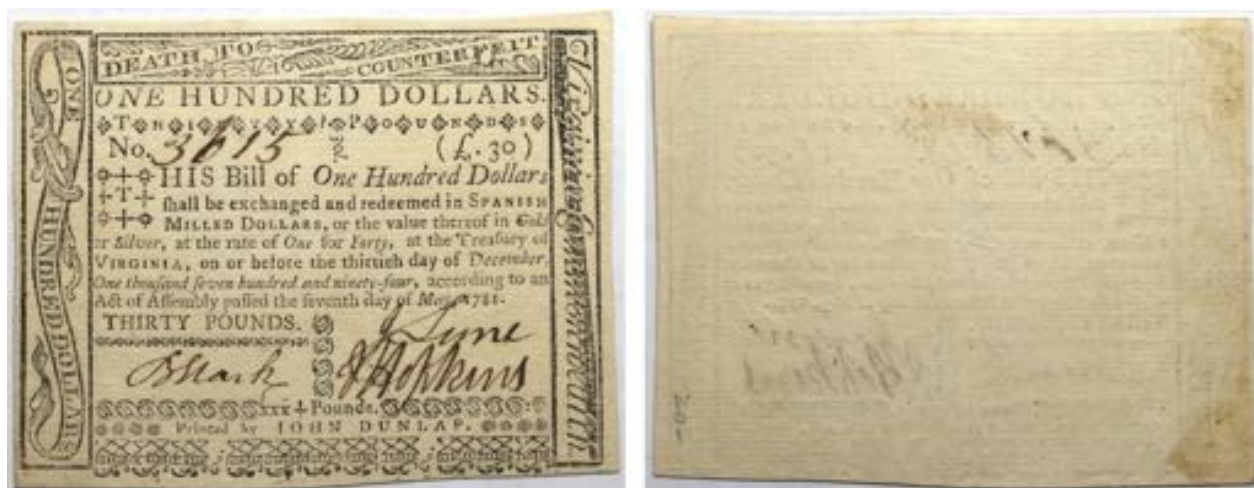 DEATH TO
COUNTERFEIT
ONE HUNDRED DOLLARS
Virginia Currency
ONE HUNDRED DOLLARS.
THIRTY POUNDS
No. 3615 (£. 30)
THIS Bill of One Hundred Dollars
shall be exchanged and redeemed in SPANISH
MILLED DOLLARS, or the value thereof in Gold
or Silver, at the rate of One for Forty, at the Treasury of
VIRGINIA, on or before the thirtieth day of December,
One thousand seven hundred and ninety-four, according to an
Act of Assembly passed the seventh day of May, 1781.
THIRTY POUNDS.
J Lyne
J Hopkins
xxx Pounds.
Printed by JOHN DUNLAP.